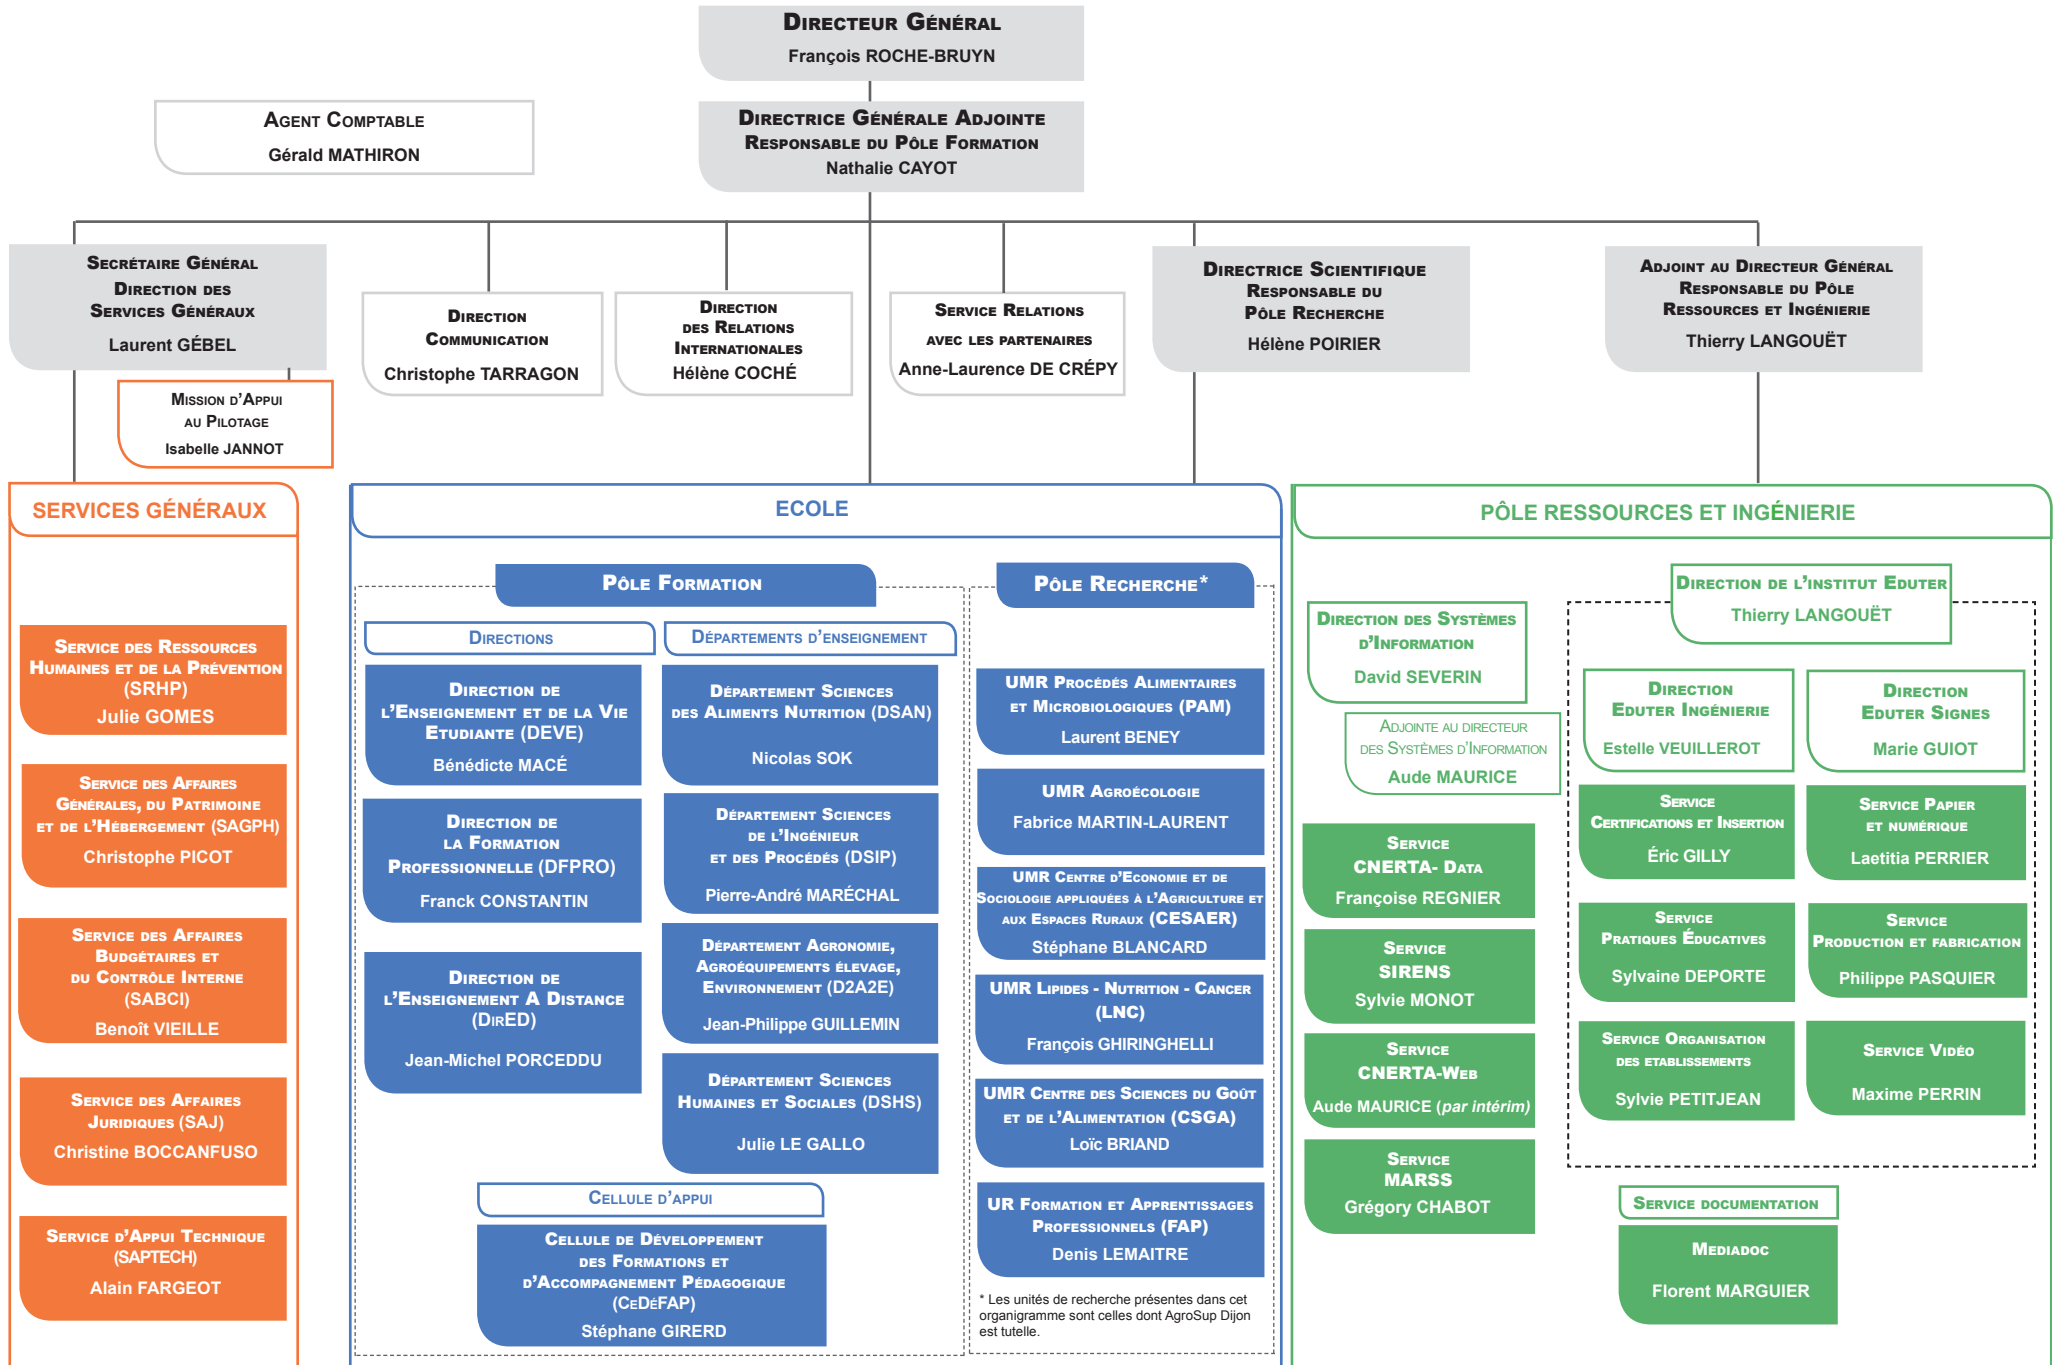 Directeur Général
François ROCHE-BRUYN
Agent Comptable
Gérald MATHIRON
Directrice Générale Adjointe
Responsable du Pôle Formation
Nathalie CAYOT
Secrétaire Général
Direction des
Services Généraux
Laurent GÉBEL
Mission d'Appui
au Pilotage
Isabelle JANNOT
Direction
Communication
Christophe TARRAGON
Direction
des Relations
Internationales
Hélène COCHÉ
Service Relations
avec les partenaires
Anne-Laurence DE CRÉPY
Directrice Scientifique
Responsable du
Pôle Recherche
Hélène POIRIER
Adjoint au Directeur Général
Responsable du Pôle
Ressources et Ingénierie
Thierry LANGOUËT
SERVICES GÉNÉRAUX
Service des Ressources
Humaines et de la Prévention
(SRHP)
Julie GOMES
Service des Affaires
Générales, du Patrimoine
et de l'Hébergement (SAGPH)
Christophe PICOT
Service des Affaires
Budgétaires et
du Contrôle Interne
(SABCI)
Benoît VIEILLE
Service des Affaires
Juridiques (SAJ)
Christine BOCCANFUSO
Service d'Appui Technique
(SAPTECH)
Alain FARGEOT
ECOLE
Pôle Formation
Directions
Direction de
l'Enseignement et de la Vie
Etudiante (DEVE)
Bénédicte MACÉ
Direction de
la Formation
Professionnelle (DFPRO)
Franck CONSTANTIN
Direction de
l'Enseignement A Distance
(DirED)
Jean-Michel PORCEDDU
Départements d'enseignement
Département Sciences
des Aliments Nutrition (DSAN)
Nicolas SOK
Département Sciences
de l'Ingénieur
et des Procédés (DSIP)
Pierre-André MARÉCHAL
Département Agronomie,
Agroéquipements élevage,
Environnement (D2A2E)
Jean-Philippe GUILLEMIN
Département Sciences
Humaines et Sociales (DSHS)
Julie LE GALLO
Cellule d'appui
Cellule de Développement
des Formations et
d'Accompagnement Pédagogique
(CeDéFAP)
Stéphane GIRERD
Pôle Recherche*
UMR Procédés Alimentaires
et Microbiologiques (PAM)
Laurent BENEY
UMR Agroécologie
Fabrice MARTIN-LAURENT
UMR Centre d'Economie et de
Sociologie appliquées à l'Agriculture et
aux Espaces Ruraux (CESAER)
Stéphane BLANCARD
UMR Lipides - Nutrition - Cancer
(LNC)
François GHIRINGHELLI
UMR Centre des Sciences du Goût
et de l'Alimentation (CSGA)
Loïc BRIAND
UR Formation et Apprentissages
Professionnels (FAP)
Denis LEMAITRE
* Les unités de recherche présentes dans cet
organigramme sont celles dont AgroSup Dijon
est tutelle.
PÔLE RESSOURCES ET INGÉNIERIE
Direction des Systèmes
d'Information
David SEVERIN
Adjointe au directeur
des Systèmes d'Information
Aude MAURICE
Service
CNERTA- Data
Françoise REGNIER
Service
SIRENS
Sylvie MONOT
Service
CNERTA-Web
Aude MAURICE (par intérim)
Service
MARSS
Grégory CHABOT
Direction de l'institut Eduter
Thierry LANGOUËT
Direction
Eduter Ingénierie
Estelle VEUILLEROT
Service
Certifications et Insertion
Éric GILLY
Service
Pratiques Éducatives
Sylvaine DEPORTE
Service Organisation
des etablissements
Sylvie PETITJEAN
Direction
Eduter Signes
Marie GUIOT
Service Papier
et numérique
Laetitia PERRIER
Service
Production et fabrication
Philippe PASQUIER
Service Vidéo
Maxime PERRIN
Service documentation
Mediadoc
Florent MARGUIER